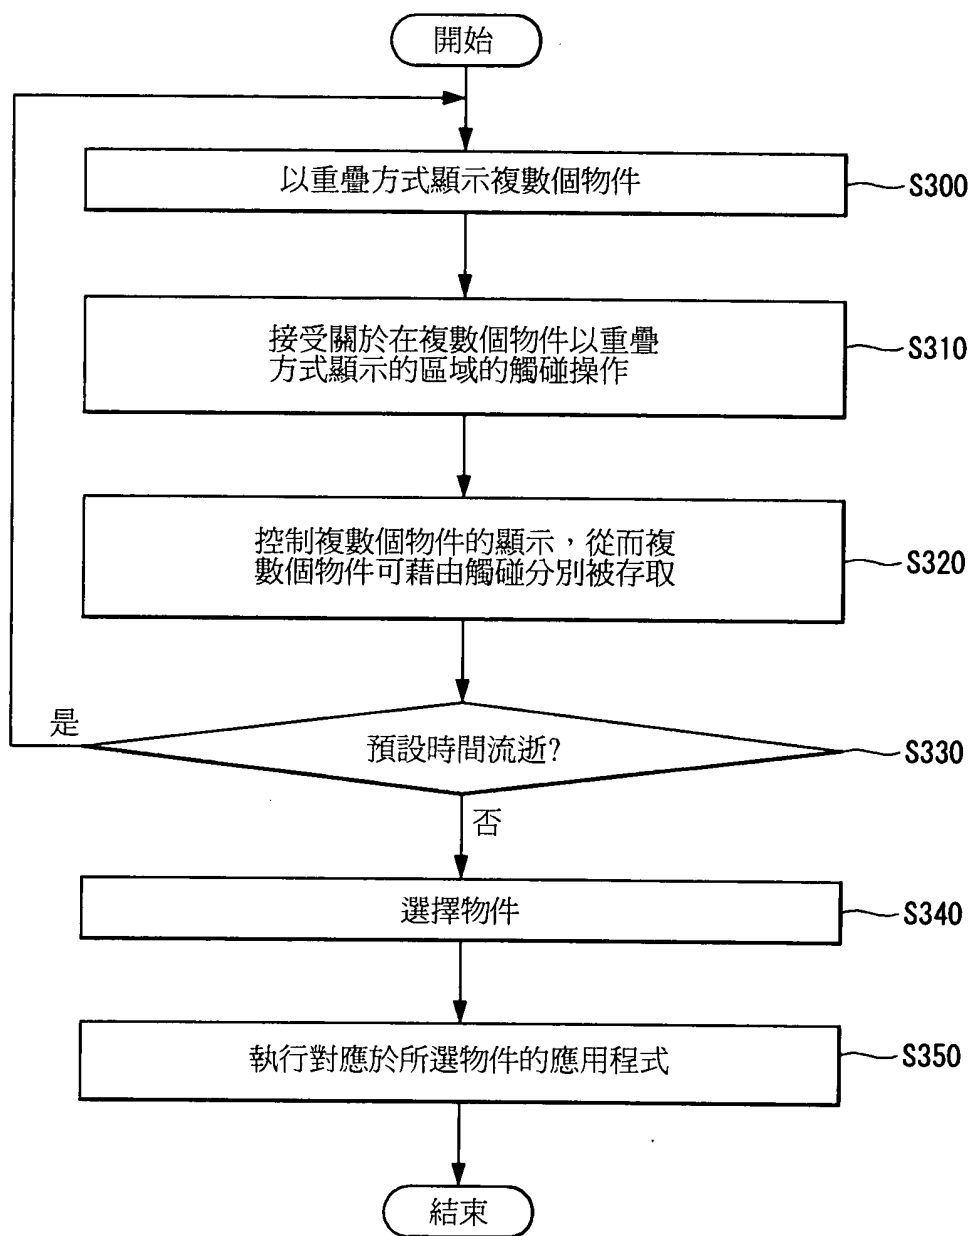 開始
以重疊方式顯示複數個物件
S300
接受關於在複數個物件以重疊
方式顯示的區域的觸碰操作
S310
控制複數個物件的顯示，從而複
數個物件可藉由觸碰分別被存取
S320
是
預設時間流逝?
S330
否
選擇物件
S340
執行對應於所選物件的應用程式
S350
結束